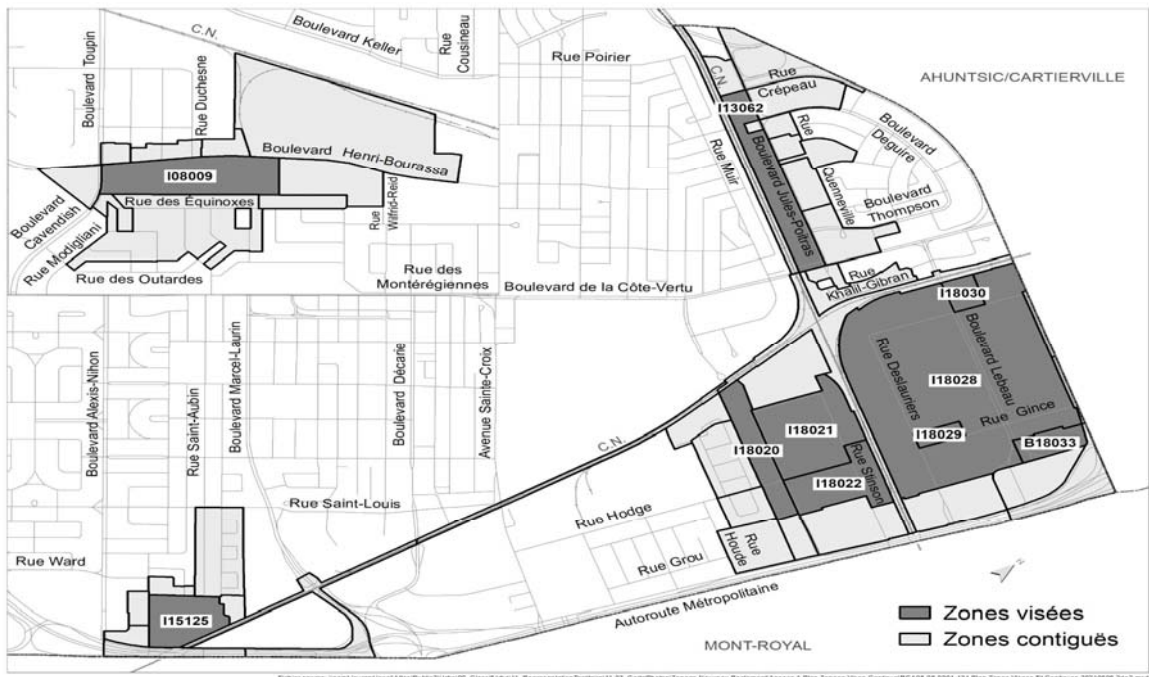 Boulevard Toupin
Rue Duchesne
C.N.
Boulevard Keller
Rue Cousineau
Boulevard Henri-Bourassa
I08009
Rue des Équinoxes
Boulevard Cavendish
Rue Modigliani
Rue Wilfrid-Reid
Rue des Outardes
Rue des Montérégiennes
Rue Poirier
C.N.
Rue Crépeau
AHUNTSIC/CARTIERVILLE
I13062
Rue Muir
Boulevard Jules-Poitras
Rue Quenneville
Boulevard Deguire
Boulevard Thompson
Boulevard de la Côte-Vertu
Rue Khalil-Gibran
I18030
Boulevard Alexis-Nihon
Rue Saint-Aubin
Boulevard Marcel-Laurin
Boulevard Décarie
Avenue Sainte-Croix
Rue Deslauriers
Boulevard Lebeau
I18028
Rue Gince
I18029
B18033
C.N.
I18020
I18021
I18022
Rue Stinson
Rue Saint-Louis
Rue Hodge
Rue Houde
Rue Grou
Rue Ward
Autoroute Métropolitaine
I15125
MONT-ROYAL
N
Zones visées
Zones contiguës